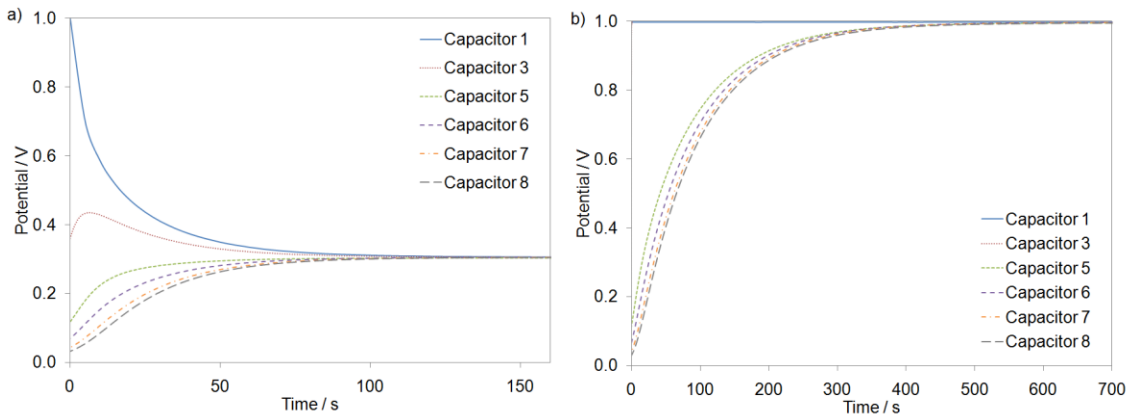 a)
1.0
0.8
0.6
0.4
0.2
0.0
Potential / V
0
50
100
150
Time / s
Capacitor 1
Capacitor 3
Capacitor 5
Capacitor 6
Capacitor 7
Capacitor 8
b)
1.0
0.8
0.6
0.4
0.2
0.0
Potential / V
0
100
200
300
400
500
600
700
Time / s
Capacitor 1
Capacitor 3
Capacitor 5
Capacitor 6
Capacitor 7
Capacitor 8